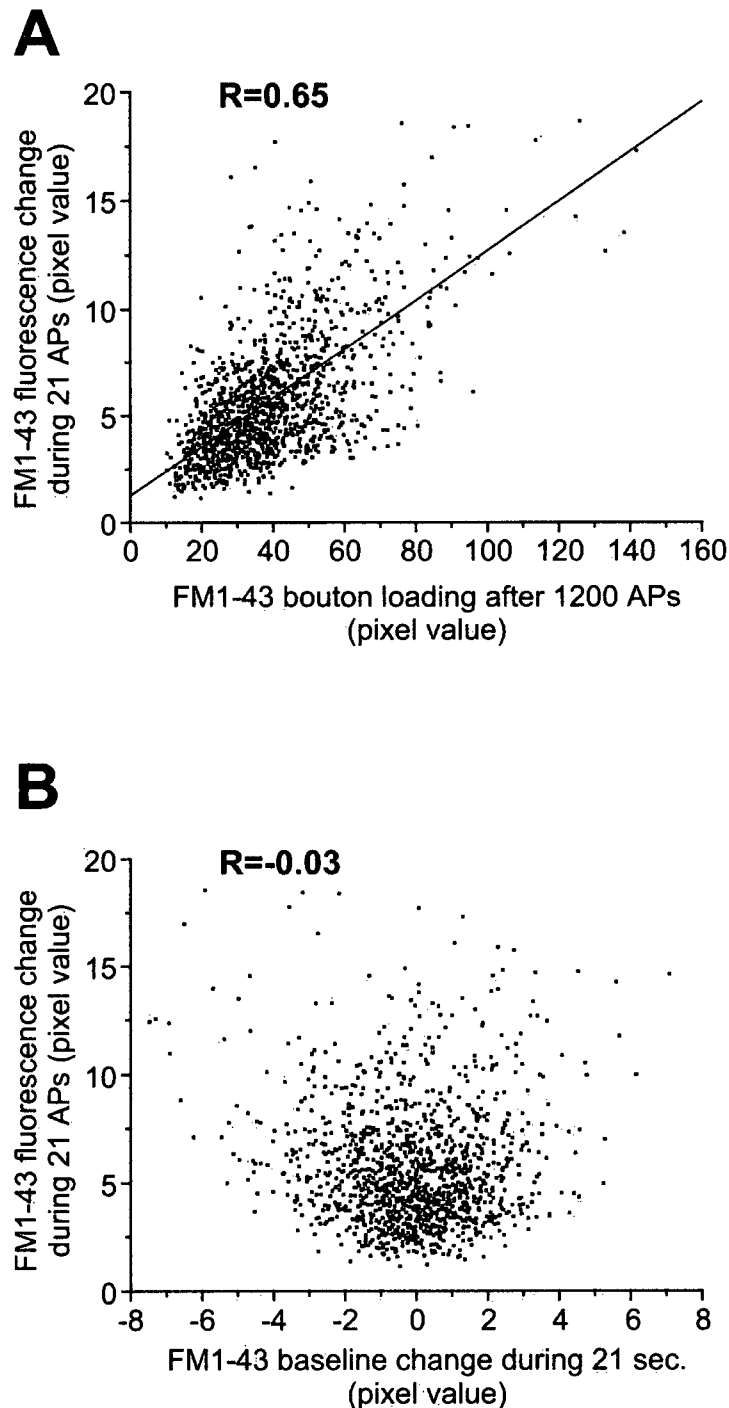 A
R=0.65
FM1-43 fluorescence change
during 21 APs (pixel value)
20
15
10
5
0
0 20 40 60 80 100 120 140 160
FM1-43 bouton loading after 1200 APs
(pixel value)
B
R=-0.03
FM1-43 fluorescence change
during 21 APs (pixel value)
20
15
10
5
0
-8 -6 -4 -2 0 2 4 6 8
FM1-43 baseline change during 21 sec.
(pixel value)